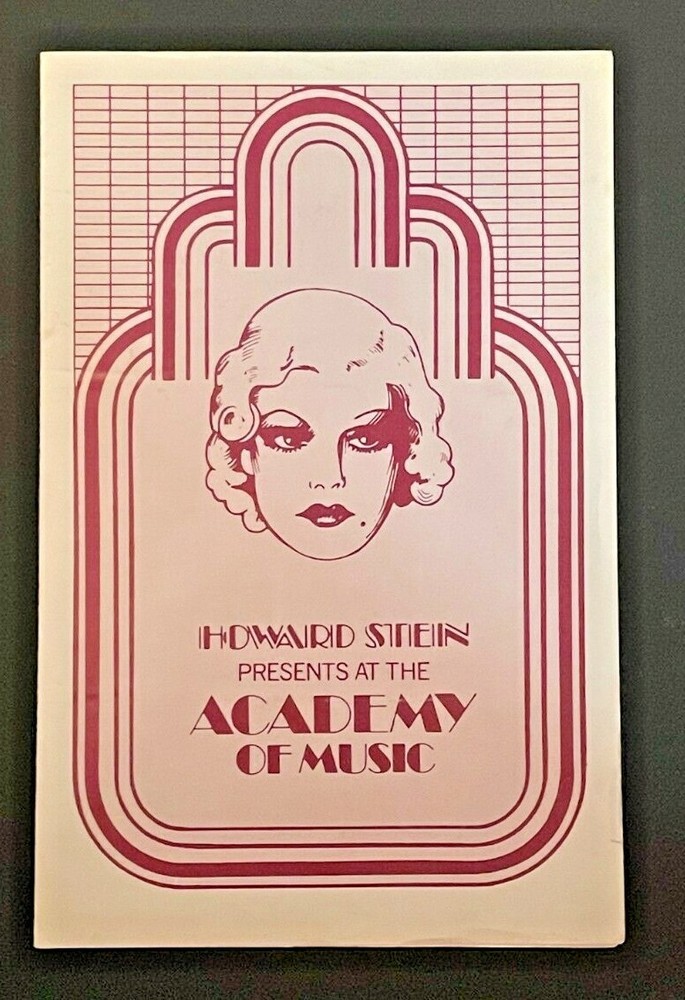 HOWARD STEIN
PRESENTS AT THE
ACADEMY
OF MUSIC